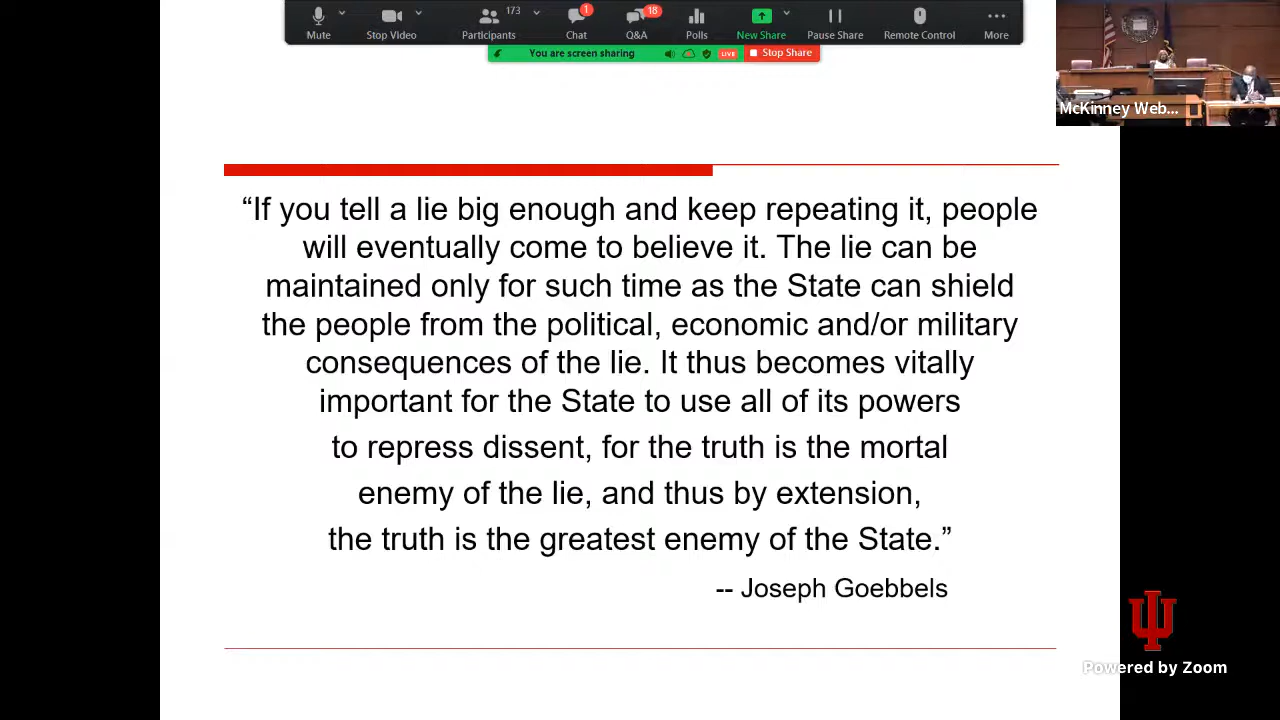 173
1
18
Mute
Stop Video
Participants
Chat
Q&A
Polls
New Share
Pause Share
Remote Control
More
You are screen sharing
LIVE
Stop Share
McKinney Web...
“If you tell a lie big enough and keep repeating it, people
will eventually come to believe it. The lie can be
maintained only for such time as the State can shield
the people from the political, economic and/or military
consequences of the lie. It thus becomes vitally
important for the State to use all of its powers
to repress dissent, for the truth is the mortal
enemy of the lie, and thus by extension,
the truth is the greatest enemy of the State.”
-- Joseph Goebbels
Powered by Zoom